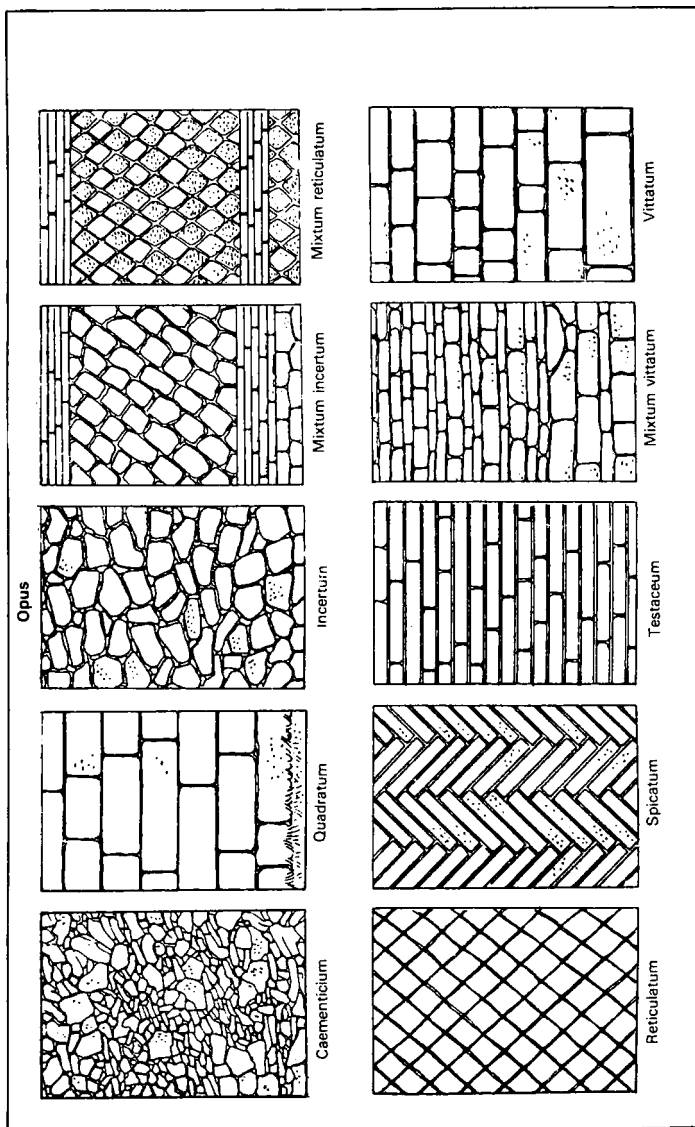 Opus
Caementicium
Quadratum
Incertum
Mixtum incertum
Mixtum reticulatum
Reticulatum
Spicatum
Testaceum
Mixtum vittatum
Vittatum